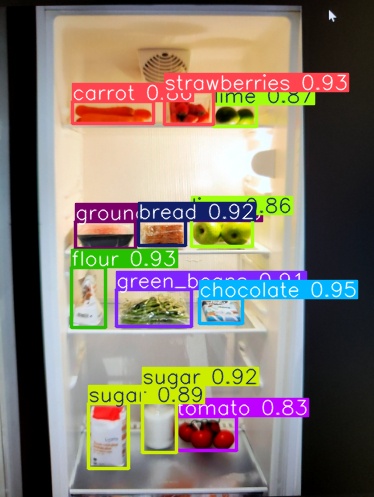 strawberries 0.93
carrot 0.80
lime 0.87
0.86
ground
bread 0.92
flour 0.93
green_beans 0.91
chocolate 0.95
sugar 0.92
sugar 0.89
tomato 0.83